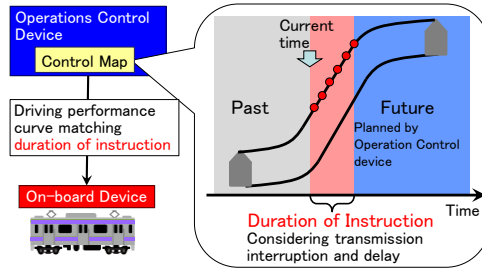 Operations Control
Device
Control Map
Driving performance
curve matching
duration of instruction
On-board Device
Current
time
Past
Future
Planned by
Operation Control
device
Time
Duration of Instruction
Considering transmission
interruption and delay